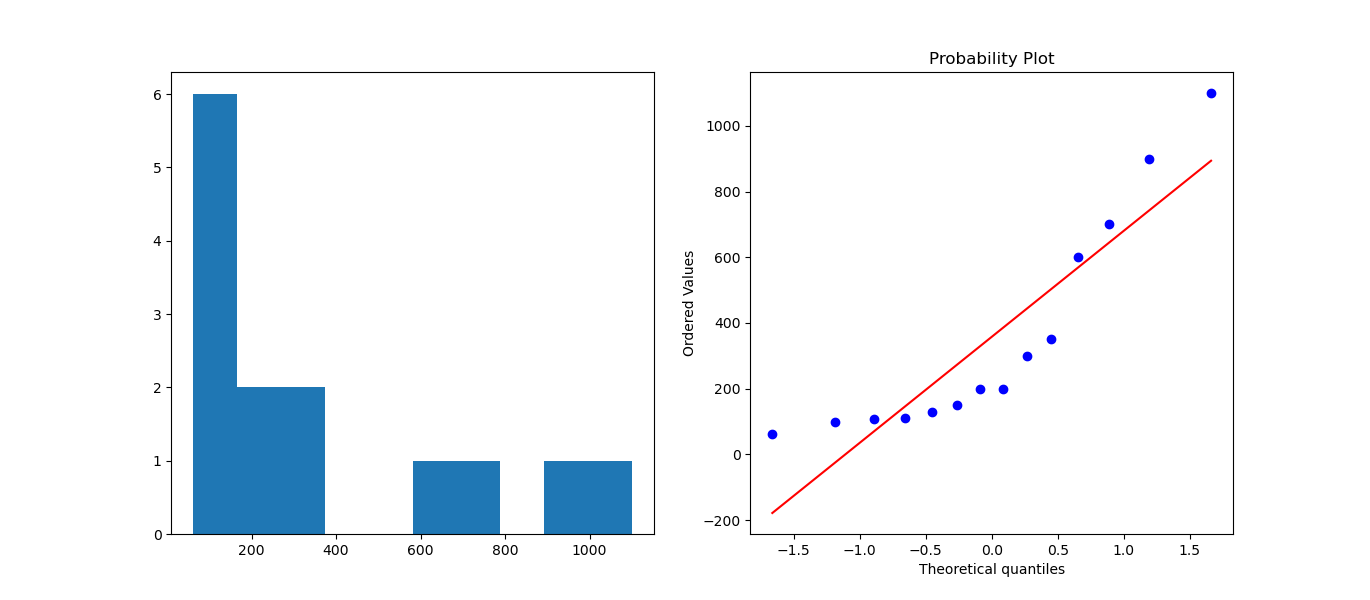 6
5
4
3
2
1
0
200 400 600 800 1000
Probability Plot
Ordered Values
1000
800
600
400
200
0
−200
−1.5 −1.0 −0.5 0.0 0.5 1.0 1.5
Theoretical quantiles